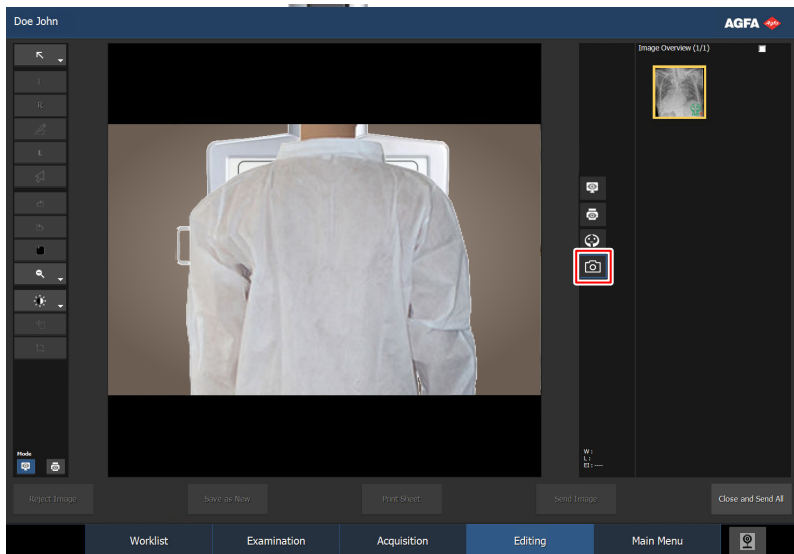 Doe John
AGFA
Image Overview (1/1)
R
L
W :
L :
EI : ---
Mode
Reject Image
Save as New
Print Sheet
Send Image
Close and Send All
Worklist
Examination
Acquisition
Editing
Main Menu